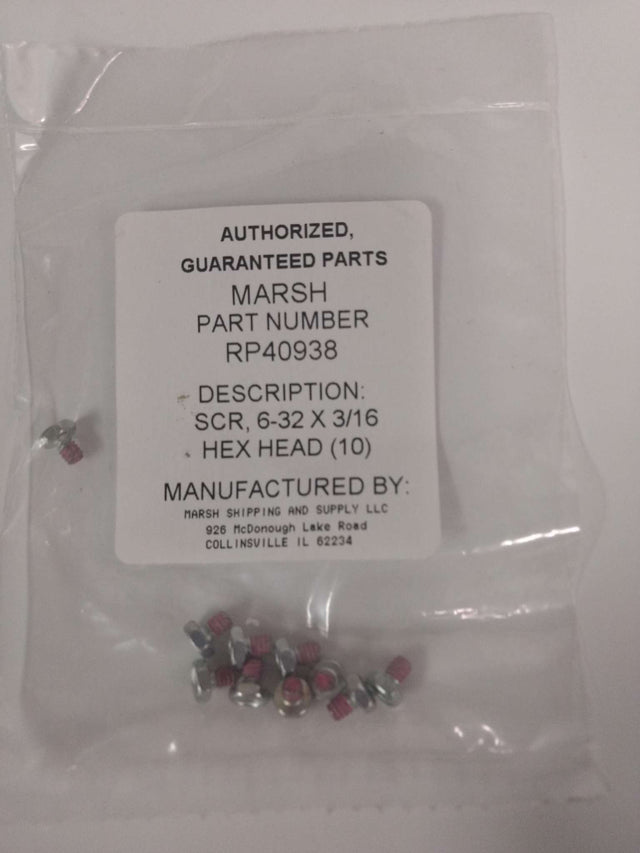 AUTHORIZED,
GUARANTEED PARTS
MARSH
PART NUMBER
RP40938
DESCRIPTION:
SCR, 6-32 X 3/16
HEX HEAD (10)
MANUFACTURED BY:
MARSH SHIPPING AND SUPPLY LLC
926 McDonough Lake Road
COLLINSVILLE IL 62234